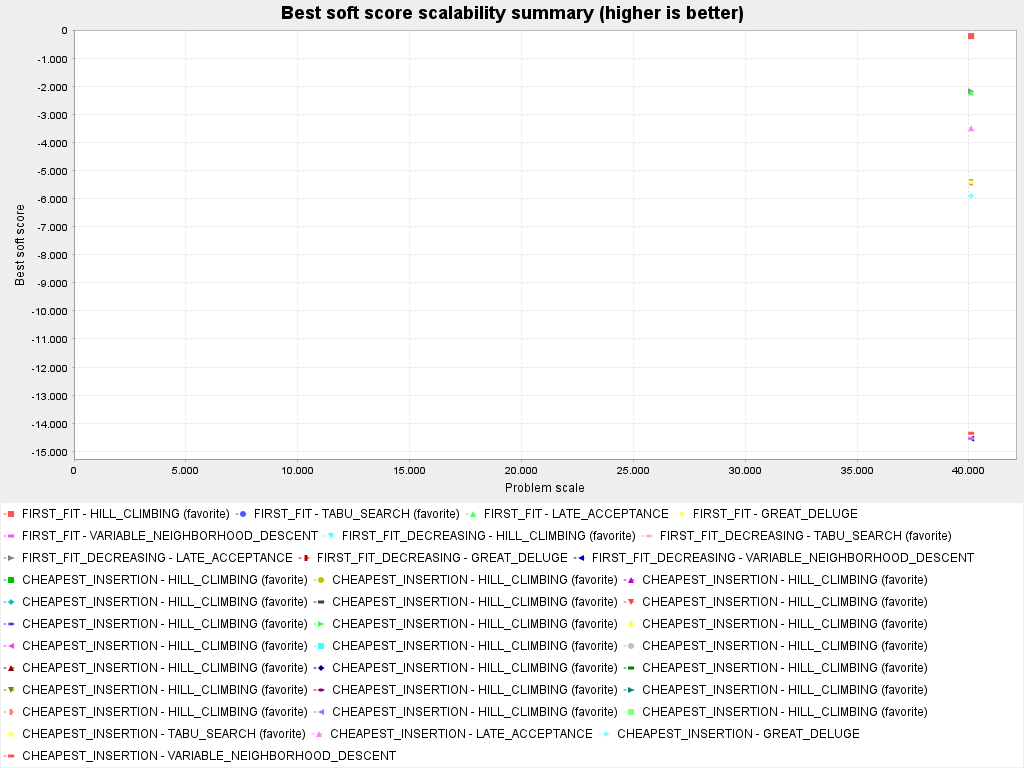 Best soft score scalability summary (higher is better)
Best soft score
0
-1.000
-2.000
-3.000
-4.000
-5.000
-6.000
-7.000
-8.000
-9.000
-10.000
-11.000
-12.000
-13.000
-14.000
-15.000
0 5.000 10.000 15.000 20.000 25.000 30.000 35.000 40.000
Problem scale
FIRST_FIT - HILL_CLIMBING (favorite) FIRST_FIT - TABU_SEARCH (favorite) FIRST_FIT - LATE_ACCEPTANCE FIRST_FIT - GREAT_DELUGE
FIRST_FIT - VARIABLE_NEIGHBORHOOD_DESCENT FIRST_FIT_DECREASING - HILL_CLIMBING (favorite) FIRST_FIT_DECREASING - TABU_SEARCH (favorite)
FIRST_FIT_DECREASING - LATE_ACCEPTANCE FIRST_FIT_DECREASING - GREAT_DELUGE FIRST_FIT_DECREASING - VARIABLE_NEIGHBORHOOD_DESCENT
CHEAPEST_INSERTION - HILL_CLIMBING (favorite) CHEAPEST_INSERTION - HILL_CLIMBING (favorite) CHEAPEST_INSERTION - HILL_CLIMBING (favorite)
CHEAPEST_INSERTION - HILL_CLIMBING (favorite) CHEAPEST_INSERTION - HILL_CLIMBING (favorite) CHEAPEST_INSERTION - HILL_CLIMBING (favorite)
CHEAPEST_INSERTION - HILL_CLIMBING (favorite) CHEAPEST_INSERTION - HILL_CLIMBING (favorite) CHEAPEST_INSERTION - HILL_CLIMBING (favorite)
CHEAPEST_INSERTION - HILL_CLIMBING (favorite) CHEAPEST_INSERTION - HILL_CLIMBING (favorite) CHEAPEST_INSERTION - HILL_CLIMBING (favorite)
CHEAPEST_INSERTION - HILL_CLIMBING (favorite) CHEAPEST_INSERTION - HILL_CLIMBING (favorite) CHEAPEST_INSERTION - HILL_CLIMBING (favorite)
CHEAPEST_INSERTION - HILL_CLIMBING (favorite) CHEAPEST_INSERTION - HILL_CLIMBING (favorite) CHEAPEST_INSERTION - HILL_CLIMBING (favorite)
CHEAPEST_INSERTION - HILL_CLIMBING (favorite) CHEAPEST_INSERTION - HILL_CLIMBING (favorite) CHEAPEST_INSERTION - HILL_CLIMBING (favorite)
CHEAPEST_INSERTION - TABU_SEARCH (favorite) CHEAPEST_INSERTION - LATE_ACCEPTANCE CHEAPEST_INSERTION - GREAT_DELUGE
CHEAPEST_INSERTION - VARIABLE_NEIGHBORHOOD_DESCENT